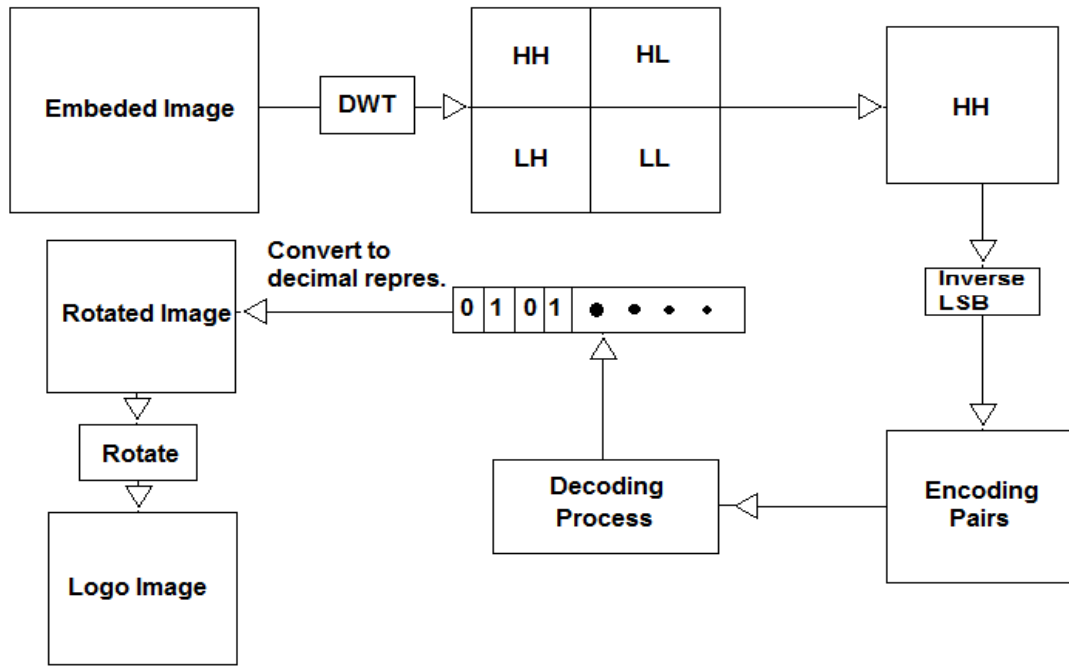 Embeded Image
DWT
HH
HL
LH
LL
HH
Inverse
LSB
Encoding
Pairs
Decoding
Process
0 1 0 1
Convert to
decimal repres.
Rotated Image
Rotate
Logo Image